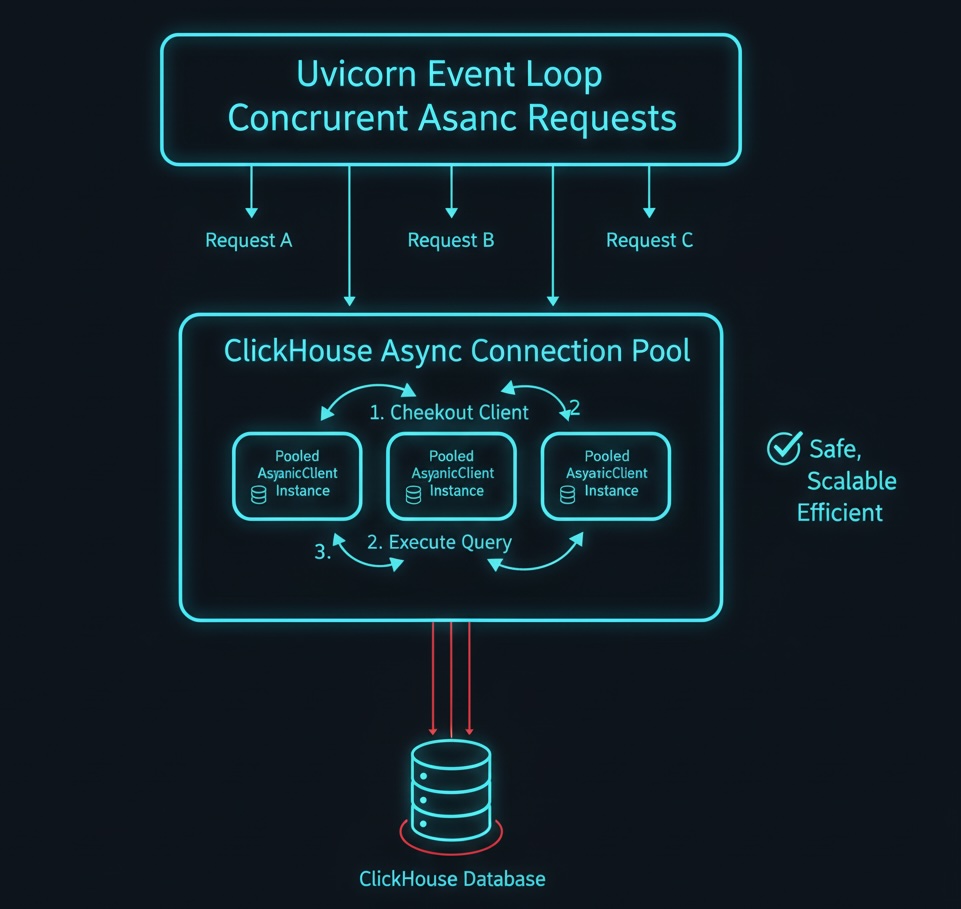 Uvicorn Event Loop
Concrurent Asanc Requests
Request A
Request B
Request C
ClickHouse Async Connection Pool
1. Cheekout Client
2
Pooled
AsyanicClient
Instance
Pooled
AsyanicClient
Instance
Pooled
AsyanicClient
Instance
3.
2. Execute Query
Safe,
Scalable
Efficient
ClickHouse Database